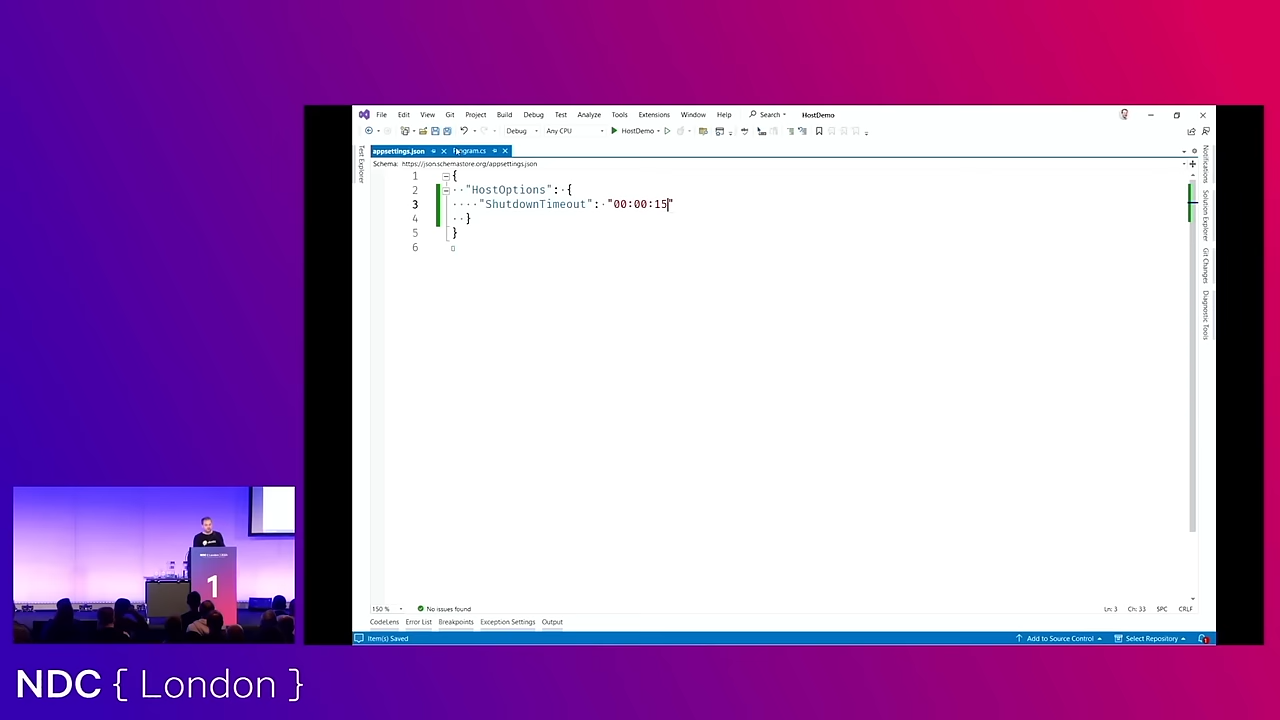 File Edit View Git Project Build Debug Test Analyze Tools Extensions Window Help Search HostDemo
Debug Any CPU HostDemo
appsettings.json Program.cs
Schema: https://json.schemastore.org/appsettings.json
1 {
2 "HostOptions": {
3 "ShutdownTimeout": "00:00:15"
4 }
5 }
6
Test Explorer
Notifications
Solution Explorer
Git Changes
Diagnostic Tools
150 % No issues found Ln: 3 Ch: 33 SPC CRLF
CodeLens Error List Breakpoints Exception Settings Output
Item(s) Saved Add to Source Control Select Repository 1
1
NDC { London }